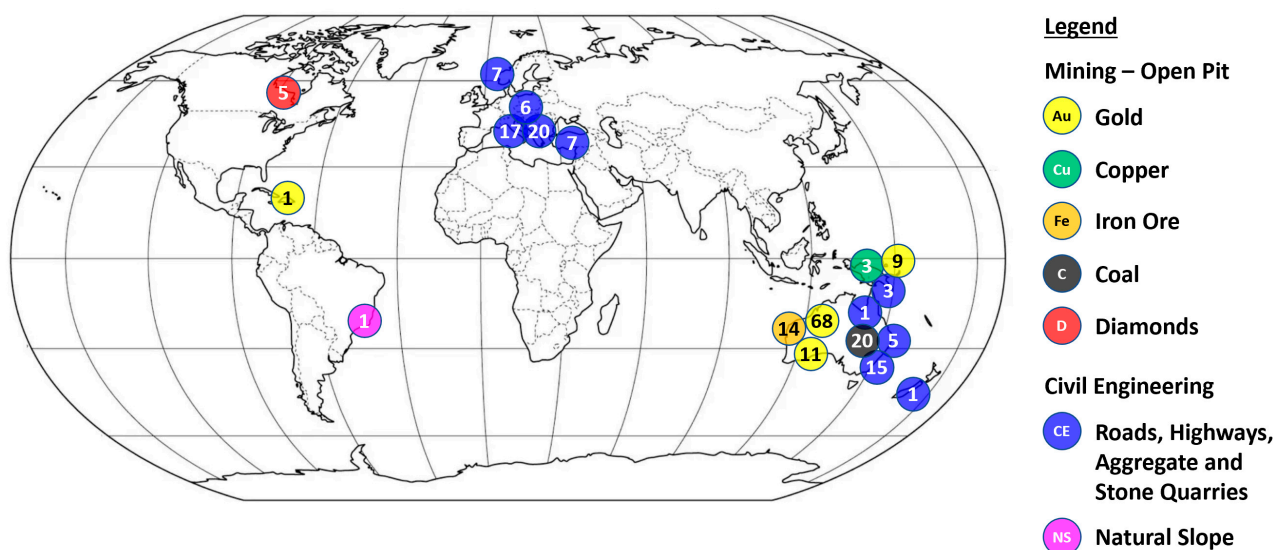 Legend
Mining – Open Pit
Au Gold
Cu Copper
Fe Iron Ore
C Coal
D Diamonds
Civil Engineering
CE Roads, Highways,
Aggregate and
Stone Quarries
NS Natural Slope
7
5
6
17 20
7
1
3 9
3
1
1
14 68
20 5
11
15
1